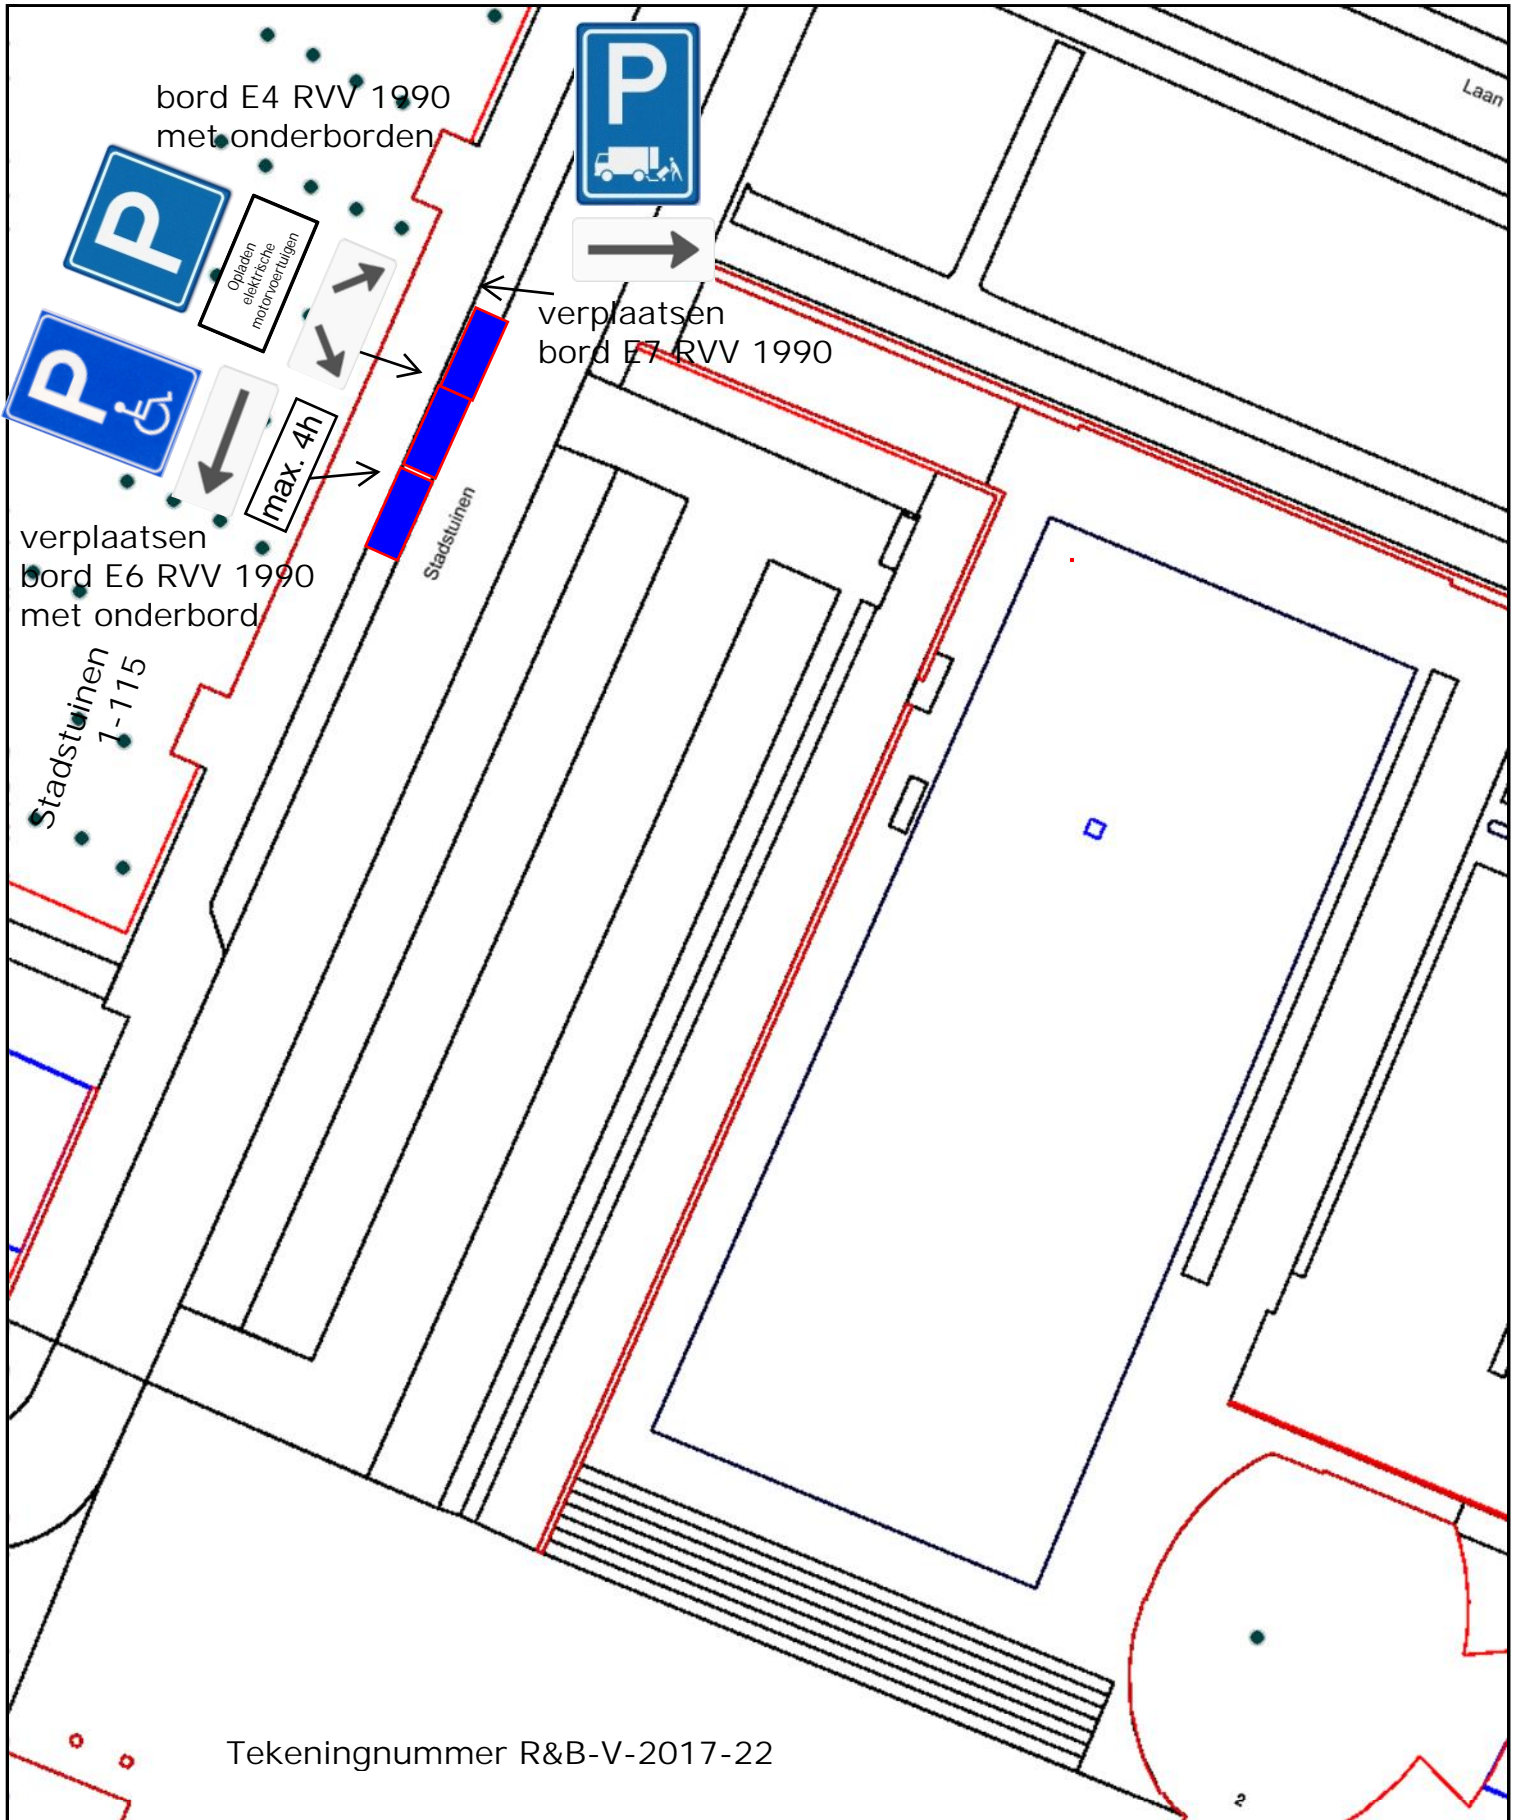 Laan
bord E4 RVV 1990
met onderborden
P
P
Opladen
elektrische
motorvoertuigen
verplaatsen
bord E7 RVV 1990
P
max. 4h
Stadstuinen
verplaatsen
bord E6 RVV 1990
met onderbord
Stadstuinen
1-115
Tekeningnummer R&B-V-2017-22
2